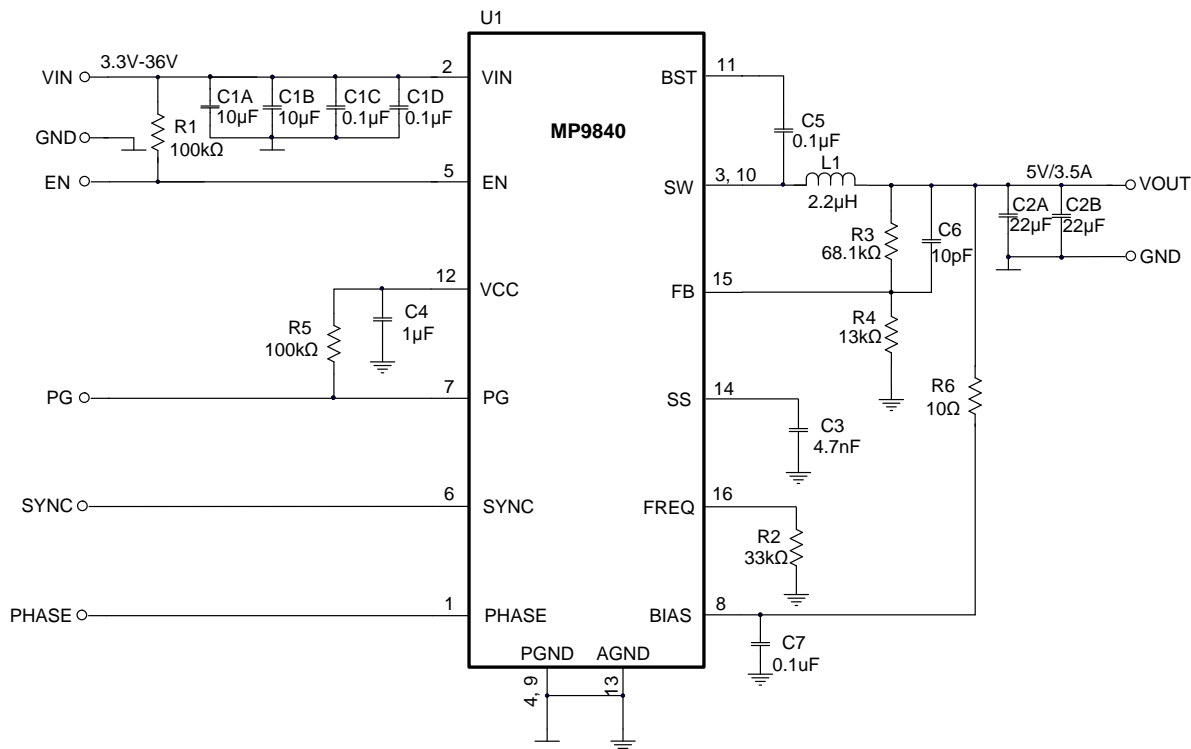 U1
MP9840
3.3V-36V
VIN
GND
EN
R1
100kΩ
C1A
10µF
C1B
10µF
C1C
0.1µF
C1D
0.1µF
2
VIN
5
EN
12
VCC
C4
1µF
R5
100kΩ
PG
7
PG
SYNC
6
SYNC
PHASE
1
PHASE
PGND
AGND
4, 9
13
11
BST
C5
0.1µF
3, 10
SW
L1
2.2µH
5V/3.5A
VOUT
C2A
22µF
C2B
22µF
GND
R3
68.1kΩ
C6
10pF
15
FB
R4
13kΩ
R6
10Ω
14
SS
C3
4.7nF
16
FREQ
R2
33kΩ
8
BIAS
C7
0.1uF